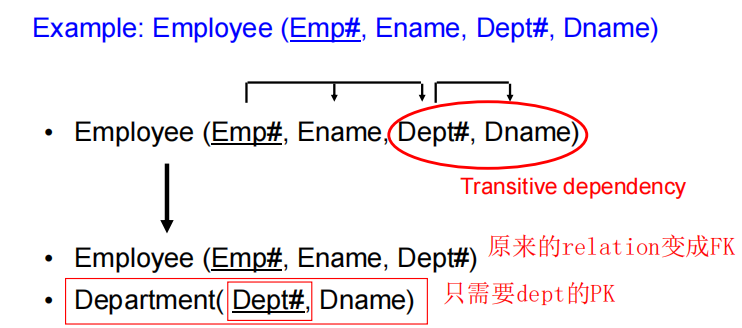 Example: Employee (Emp#, Ename, Dept#, Dname)
• Employee (Emp#, Ename, Dept#, Dname)
Transitive dependency
• Employee (Emp#, Ename, Dept#) 原来的relation变成FK
• Department( Dept#, Dname) 只需要dept的PK